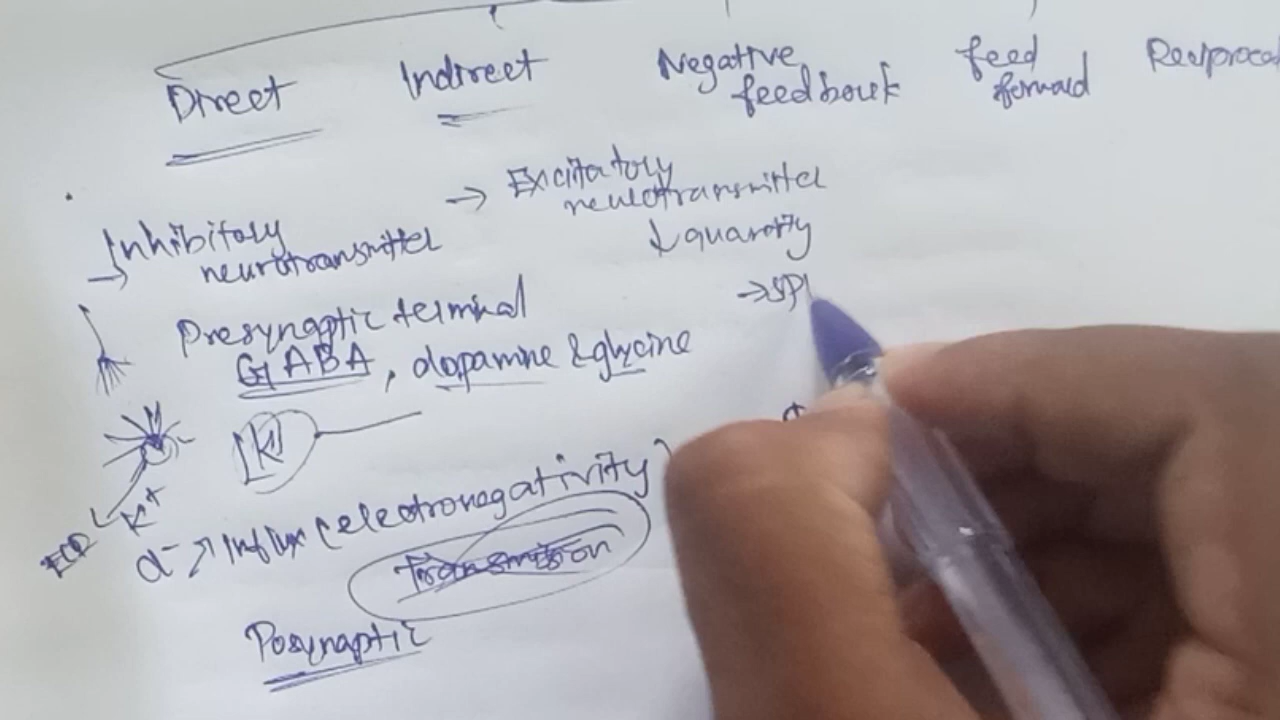 Direct
Indirect
Negative
feedback
feed
forward
Reciprocal
→ Excitatory
neurotransmitter
↓ quantity
→ Inhibitory
neurotransmitter
→ SP
Presynaptic terminal
GABA, dopamine & glycine
K+
ECF
Cl- → Influx (electronegativity)
Transmission
Posynaptic